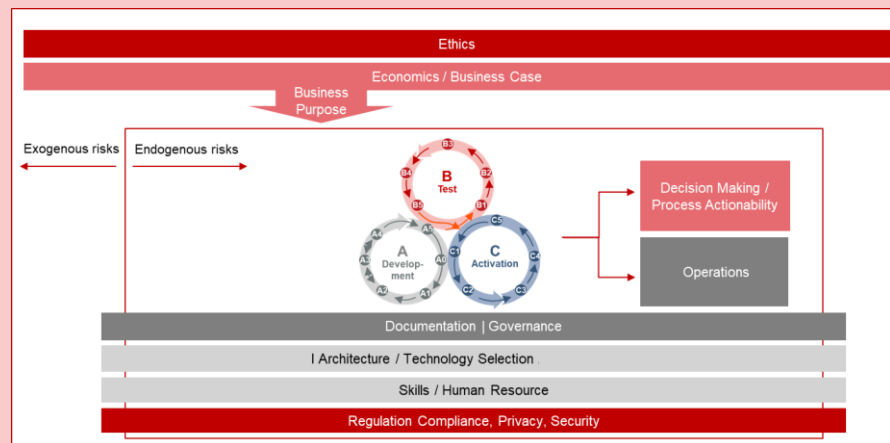 Ethics
Economics / Business Case
Business
Purpose
Exogenous risks
Endogenous risks
B3
B4
B2
B
Test
B5
B1
A4
A5
C5
A3
A
Develop-
ment
A0
C1
C
Activation
C4
A2
A1
C2
C3
Decision Making /
Process Actionability
Operations
Documentation | Governance
I Architecture / Technology Selection .
Skills / Human Resource
Regulation Compliance, Privacy, Security